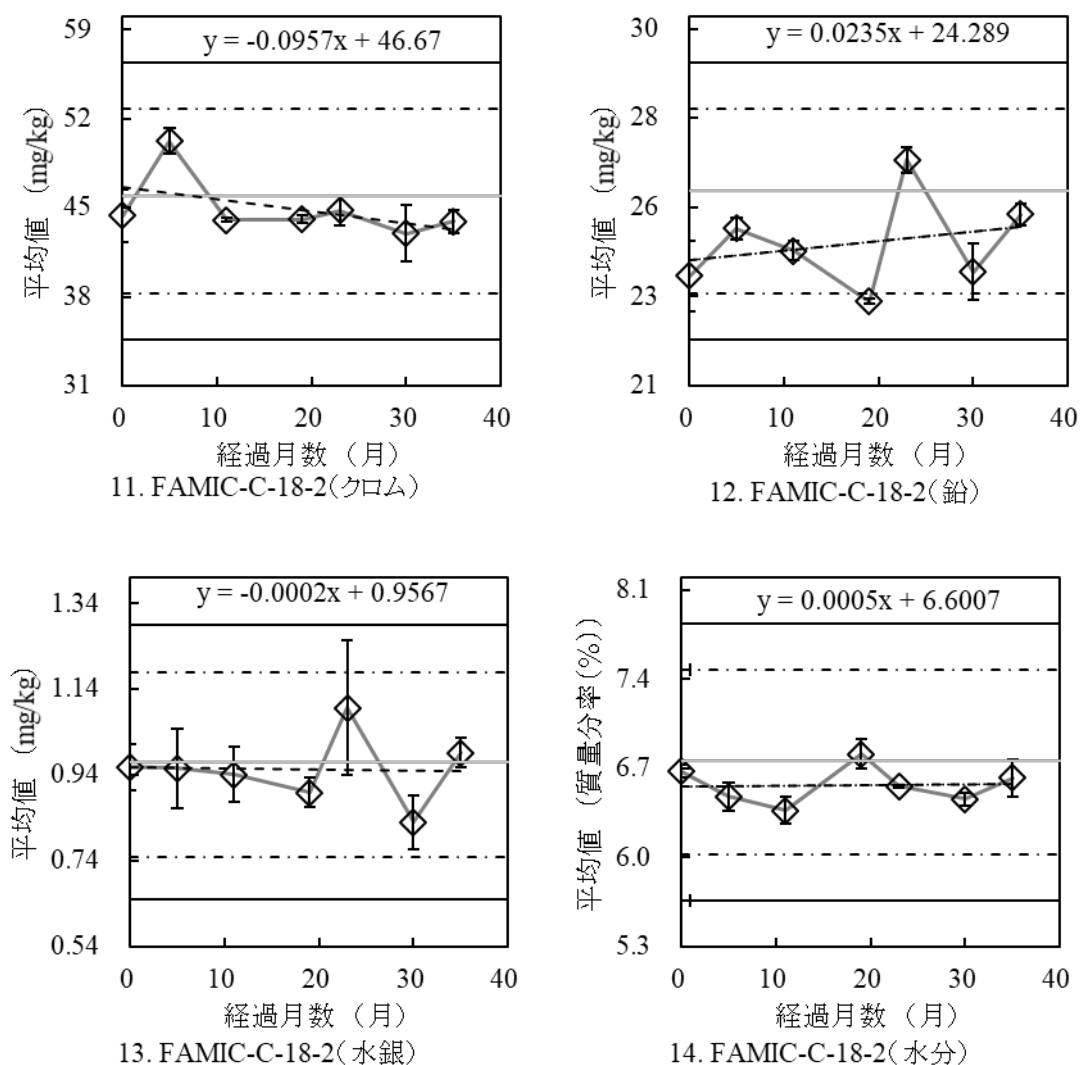 y = -0.0957x + 46.67
59
52
45
38
31
平均値 (mg/kg)
0 10 20 30 40
経過月数 (月)
11. FAMIC-C-18-2(クロム)
y = 0.0235x + 24.289
30
28
26
23
21
平均値 (mg/kg)
0 10 20 30 40
経過月数 (月)
12. FAMIC-C-18-2(鉛)
y = -0.0002x + 0.9567
1.34
1.14
0.94
0.74
0.54
平均値 (mg/kg)
0 10 20 30 40
経過月数 (月)
13. FAMIC-C-18-2(水銀)
y = 0.0005x + 6.6007
8.1
7.4
6.7
6.0
5.3
平均値 (質量分率(%))
0 10 20 30 40
経過月数 (月)
14. FAMIC-C-18-2(水分)